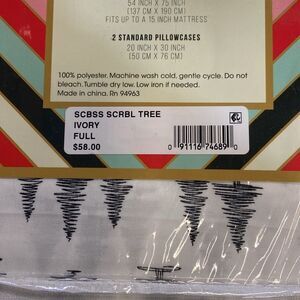 54 INCH X 75 INCH
(137 CM X 190 CM)
FITS UP TO A 15 INCH MATTRESS
2 STANDARD PILLOWCASES
20 INCH X 30 INCH
(50 CM X 76 CM)
100% polyester. Machine wash cold, gentle cycle. Do not
bleach. Tumble dry low. Low iron if needed.
Made in china. Rn 94963
SCBSS SCRBL TREE
IVORY
FULL
$58.00
0 91116 74689 0